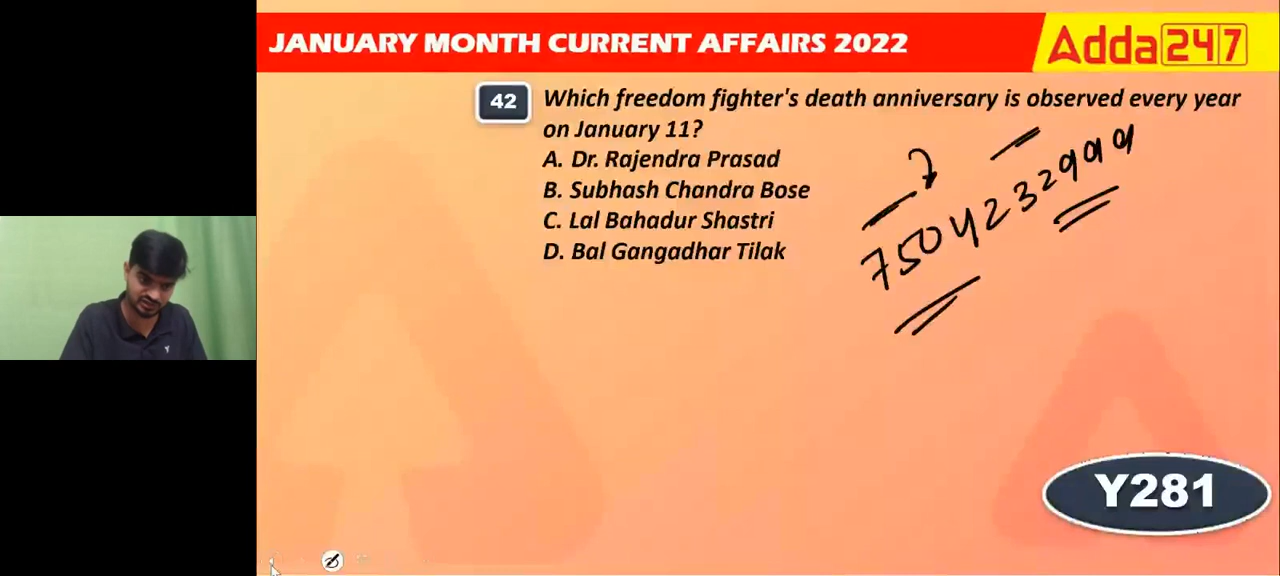 JANUARY MONTH CURRENT AFFAIRS 2022
Adda247
42
Which freedom fighter's death anniversary is observed every year
on January 11?
A. Dr. Rajendra Prasad
B. Subhash Chandra Bose
C. Lal Bahadur Shastri
D. Bal Gangadhar Tilak
7
7504232999
Y281